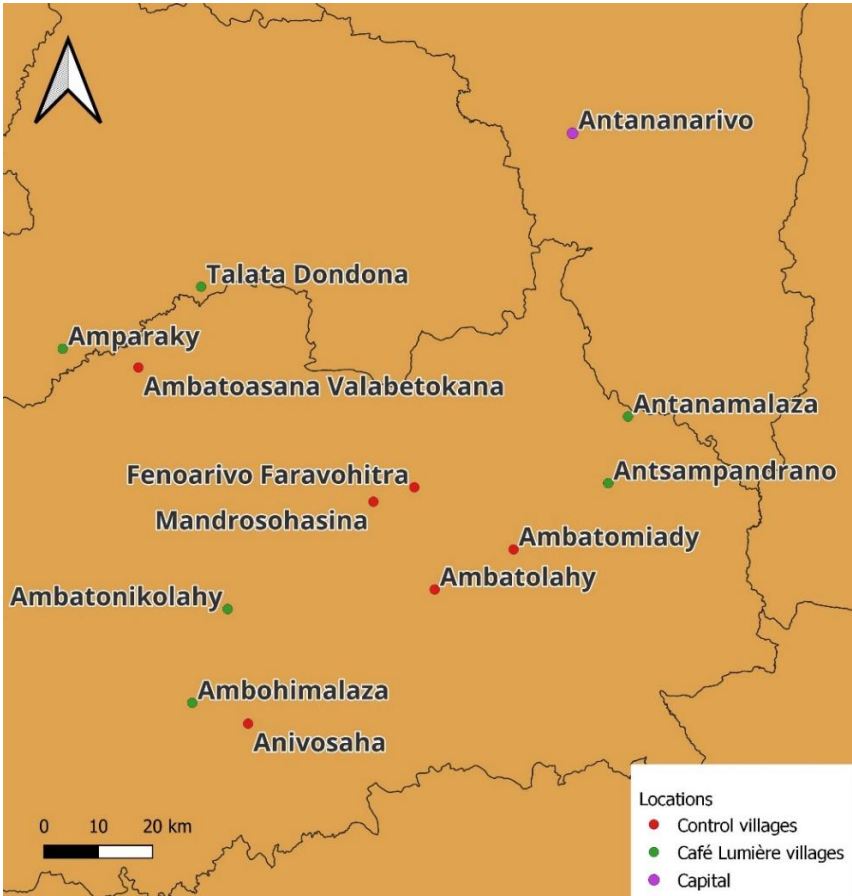 Antananarivo
Talata Dondona
Amparaky
Ambatoasana Valabetokana
Antanamalaza
Fenoarivo Faravohitra
Antsampandrano
Mandrosohasina
Ambatomiady
Ambatolahy
Ambatonikolahy
Ambohimalaza
Anivosaha
0 10 20 km
Locations
Control villages
Café Lumière villages
Capital